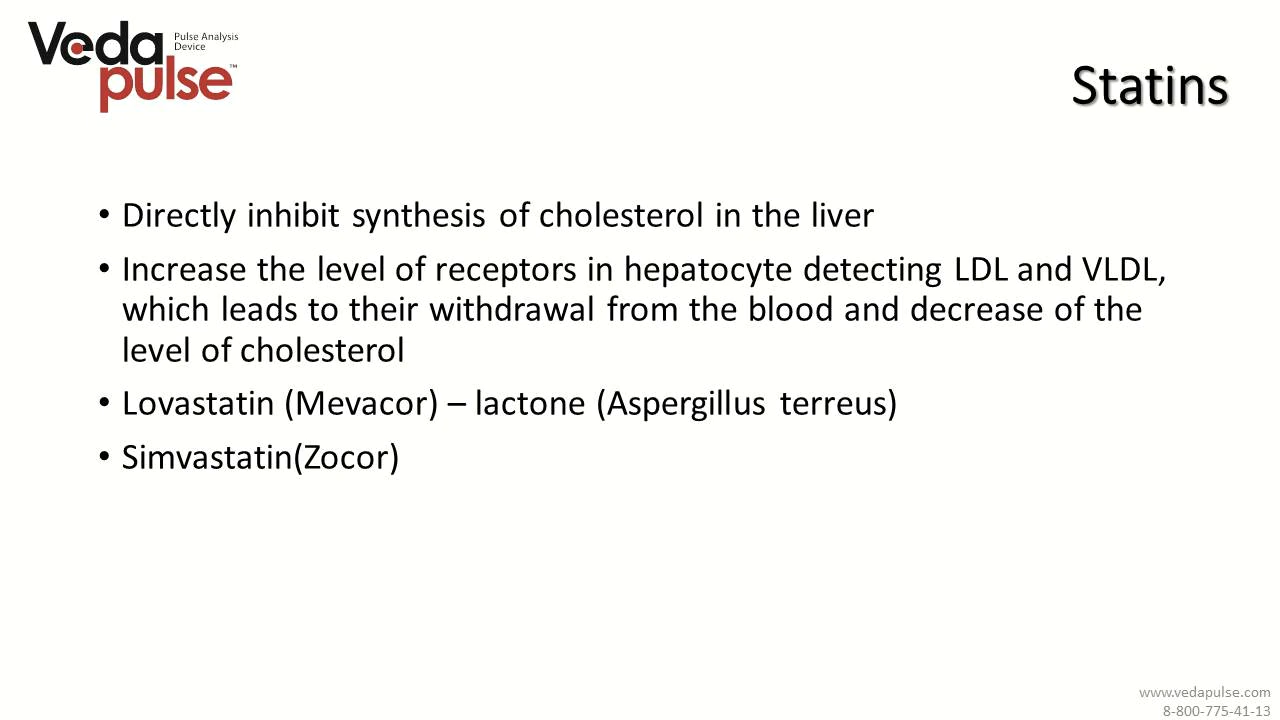 Veda
Pulse Analysis
Device
pulse™
Statins
• Directly inhibit synthesis of cholesterol in the liver
• Increase the level of receptors in hepatocyte detecting LDL and VLDL,
which leads to their withdrawal from the blood and decrease of the
level of cholesterol
• Lovastatin (Mevacor) – lactone (Aspergillus terreus)
• Simvastatin(Zocor)
www.vedapulse.com
8-800-775-41-13